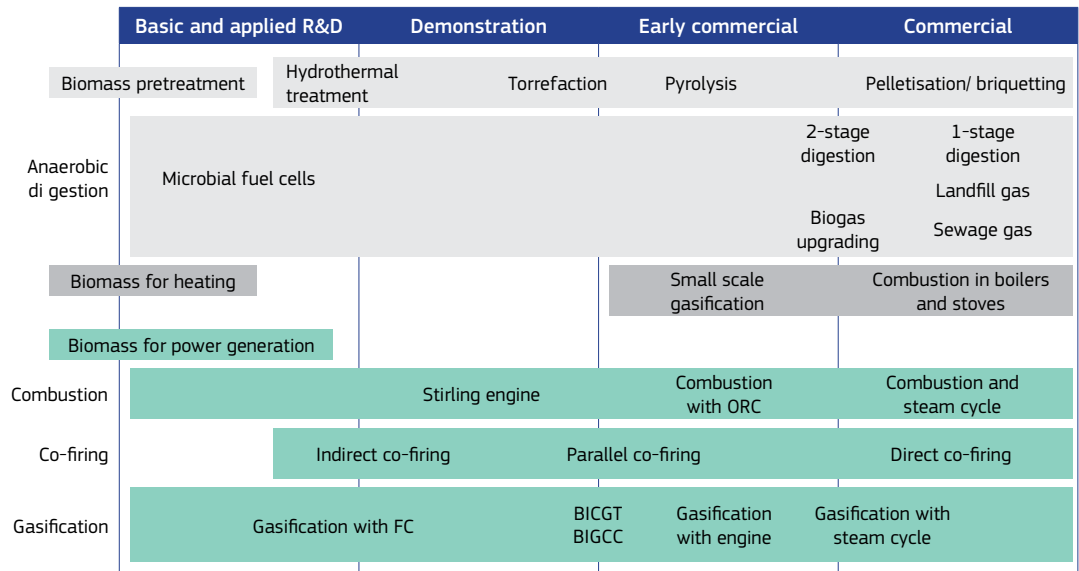 Basic and applied R&D
Demonstration
Early commercial
Commercial
Biomass pretreatment
Hydrothermal
treatment
Torrefaction
Pyrolysis
Pelletisation/ briquetting
Anaerobic
di gestion
Microbial fuel cells
2-stage
digestion
1-stage
digestion
Landfill gas
Biogas
upgrading
Sewage gas
Biomass for heating
Small scale
gasification
Combustion in boilers
and stoves
Biomass for power generation
Combustion
Stirling engine
Combustion
with ORC
Combustion and
steam cycle
Co-firing
Indirect co-firing
Parallel co-firing
Direct co-firing
Gasification
Gasification with FC
BICGT
BIGCC
Gasification
with engine
Gasification with
steam cycle